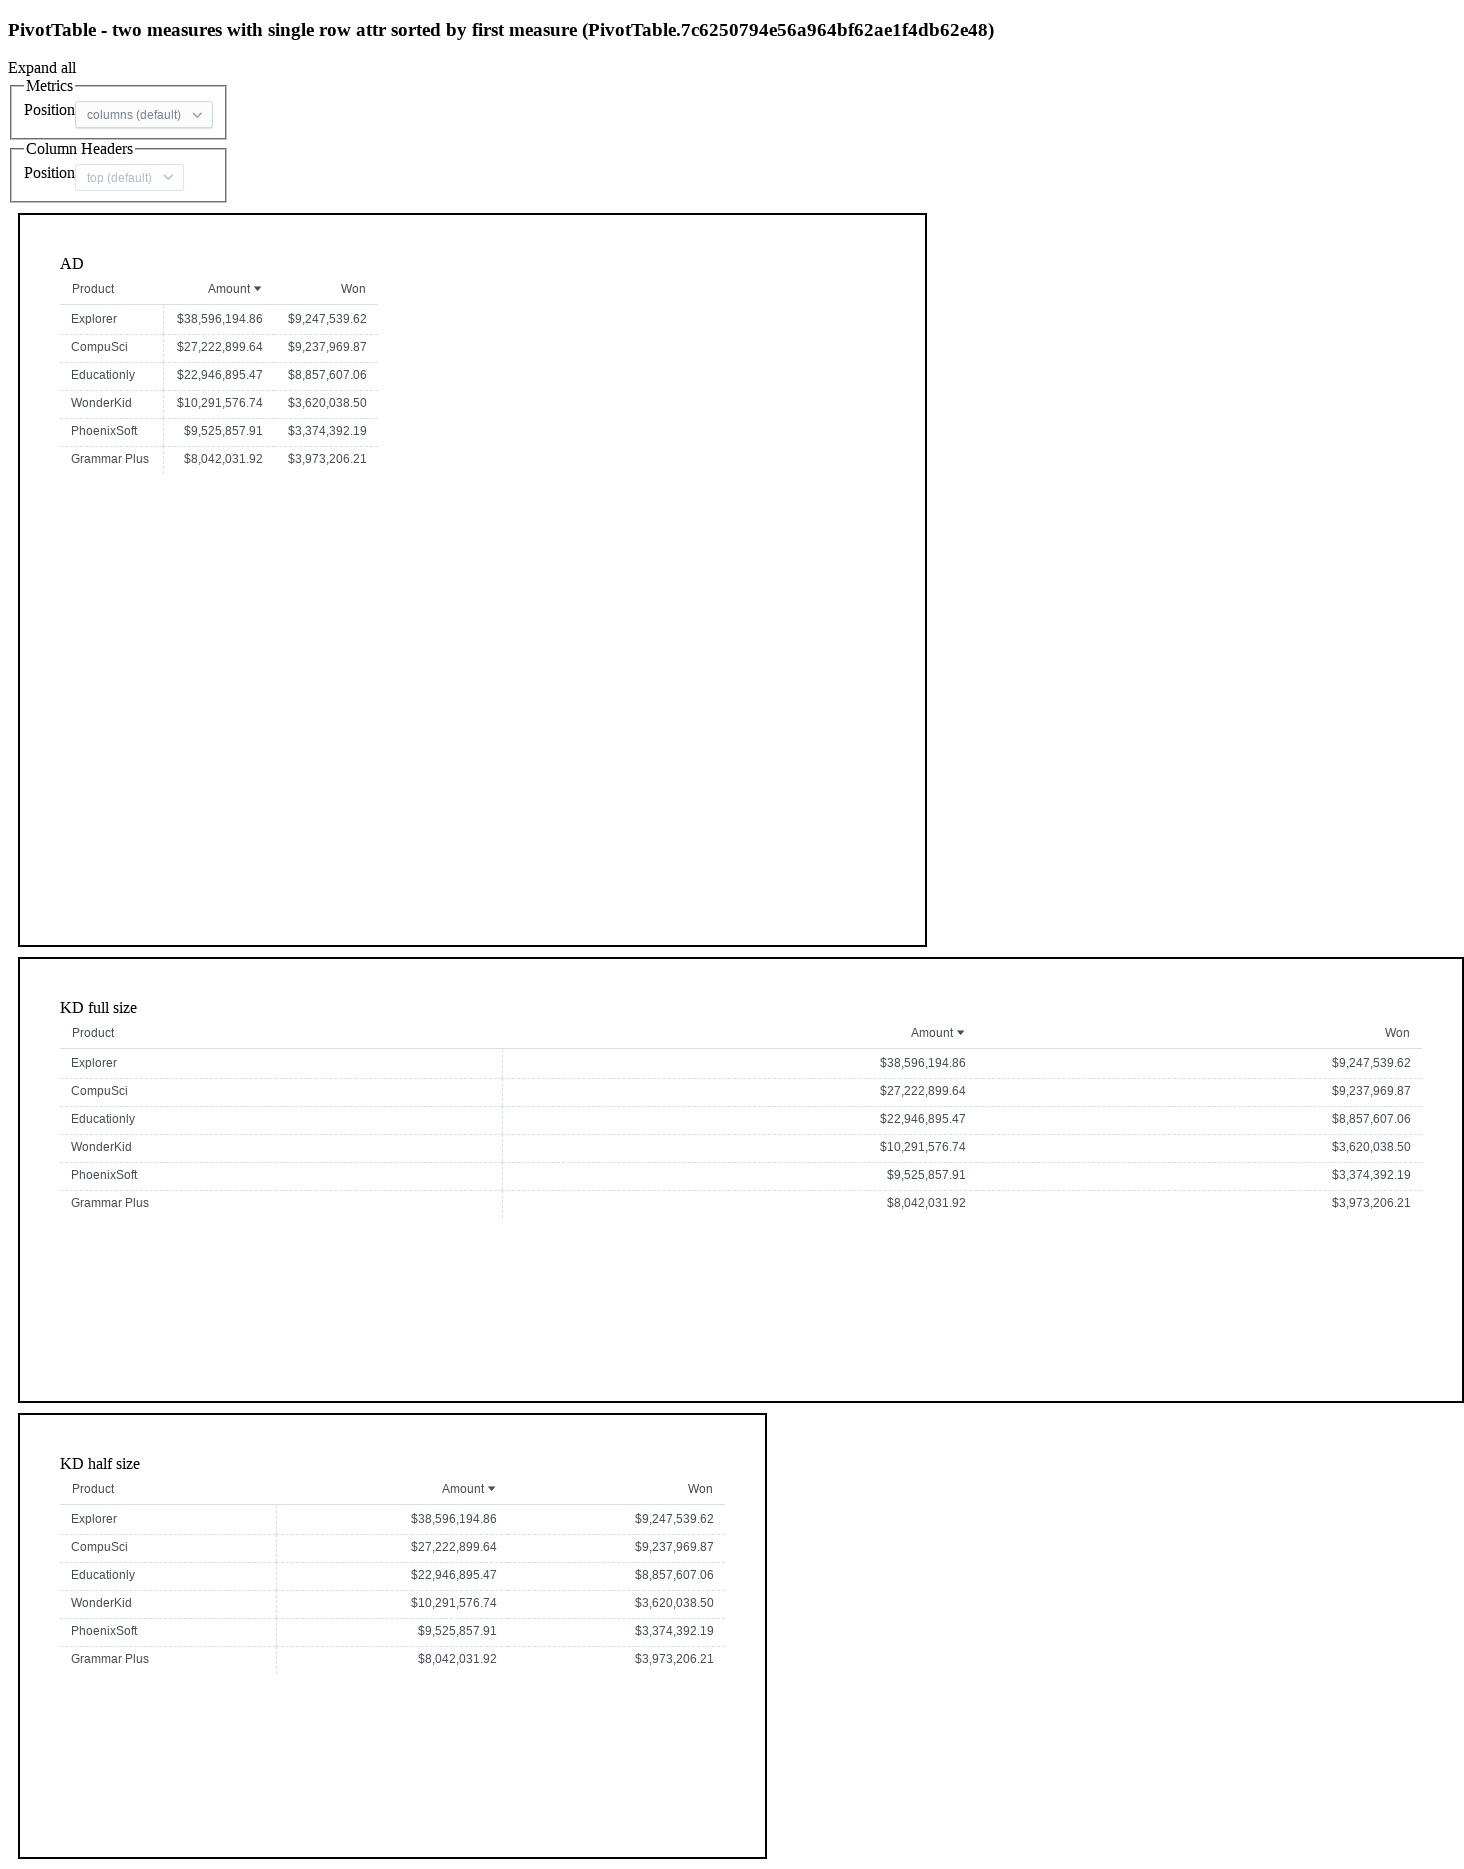 PivotTable - two measures with single row attr sorted by first measure (PivotTable.7c6250794e56a964bf62ae1f4db62e48)
Expand all
Metrics
Position columns (default)
Column Headers
Position top (default)
AD
Product Amount Won
Explorer $38,596,194.86 $9,247,539.62
CompuSci $27,222,899.64 $9,237,969.87
Educationly $22,946,895.47 $8,857,607.06
WonderKid $10,291,576.74 $3,620,038.50
PhoenixSoft $9,525,857.91 $3,374,392.19
Grammar Plus $8,042,031.92 $3,973,206.21
KD full size
Product Amount Won
Explorer $38,596,194.86 $9,247,539.62
CompuSci $27,222,899.64 $9,237,969.87
Educationly $22,946,895.47 $8,857,607.06
WonderKid $10,291,576.74 $3,620,038.50
PhoenixSoft $9,525,857.91 $3,374,392.19
Grammar Plus $8,042,031.92 $3,973,206.21
KD half size
Product Amount Won
Explorer $38,596,194.86 $9,247,539.62
CompuSci $27,222,899.64 $9,237,969.87
Educationly $22,946,895.47 $8,857,607.06
WonderKid $10,291,576.74 $3,620,038.50
PhoenixSoft $9,525,857.91 $3,374,392.19
Grammar Plus $8,042,031.92 $3,973,206.21